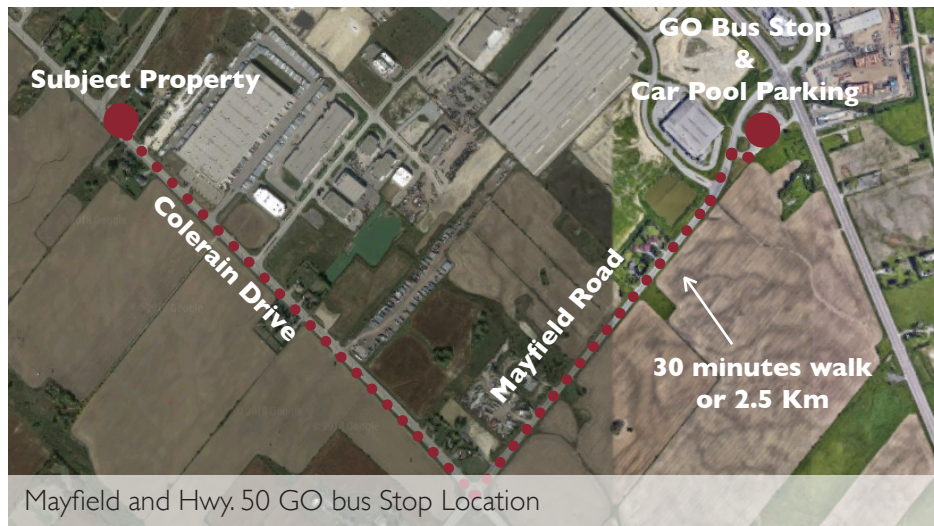 GO Bus Stop
&
Car Pool Parking
Subject Property
Colerain Drive
Mayfield Road
30 minutes walk
or 2.5 Km
Mayfield and Hwy. 50 GO bus Stop Location